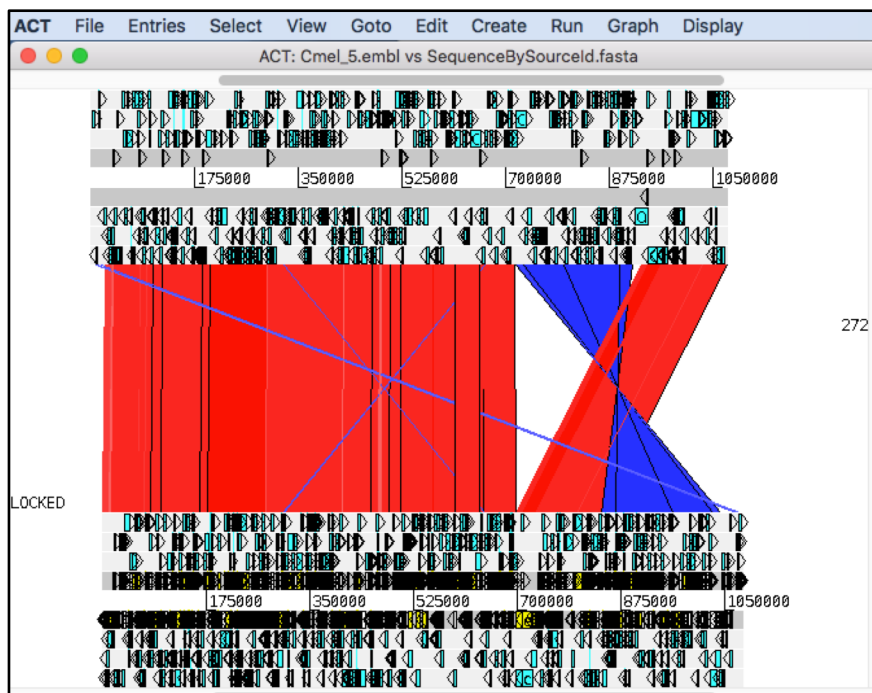 ACT File Entries Select View Goto Edit Create Run Graph Display
ACT: Cmel_5.embl vs SequenceBySourceId.fasta
175000 350000 525000 700000 875000 1050000
272
LOCKED
175000 350000 525000 700000 875000 1050000